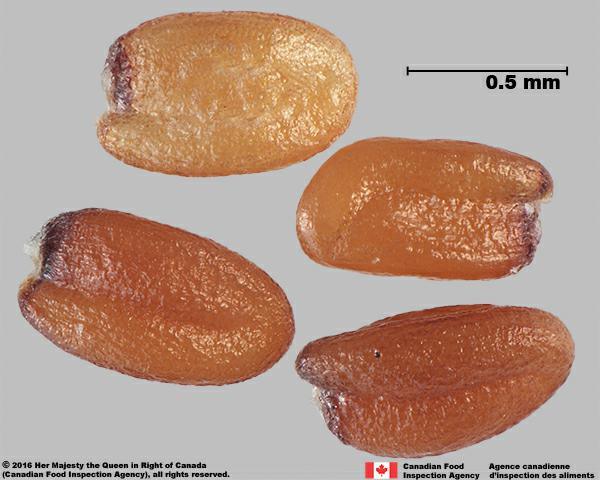 0.5 mm
© 2016 Her Majesty the Queen in Right of Canada
(Canadian Food Inspection Agency), all rights reserved.
Canadian Food
Inspection Agency
Agence canadienne
d'inspection des aliments